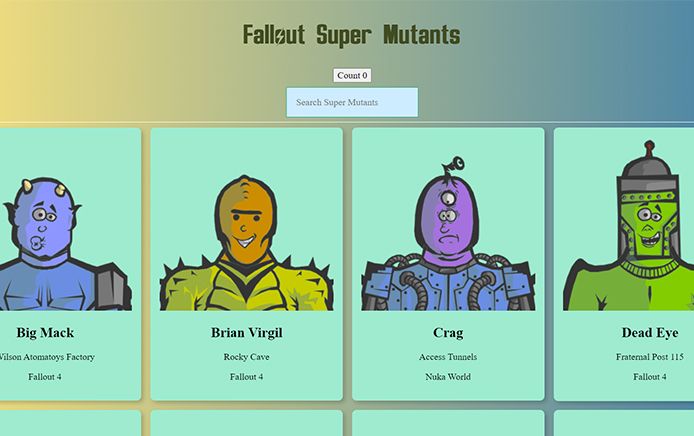 Fallout Super Mutants
Count 0
Search Super Mutants
Big Mack
Wilson Atomatoys Factory
Fallout 4
Brian Virgil
Rocky Cave
Fallout 4
Crag
Access Tunnels
Nuka World
Dead Eye
Fraternal Post 115
Fallout 4